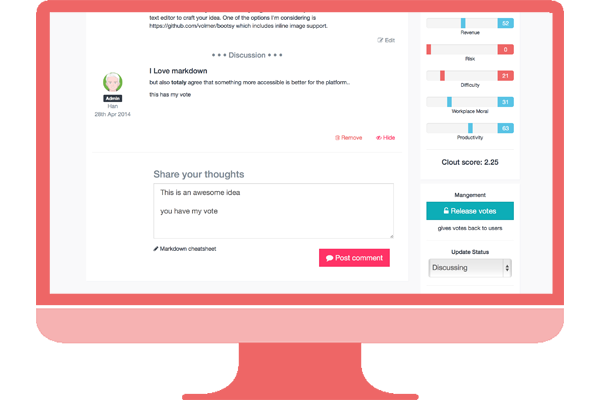 text editor to craft your idea. One of the options I'm considering is
https://github.com/volmer/bootsy which includes inline image support.
Edit
• • • Discussion • • •
I Love markdown
but also totaly agree that something more accessible is better for the platform..
this has my vote
Admin
Han
28th Apr 2014
Remove
Hide
Share your thoughts
This is an awesome idea
you have my vote
Markdown cheatsheet
Post comment
52
Revenue
0
Risk
21
Difficulty
31
Workplace Moral
63
Productivity
Clout score: 2.25
Mangement
Release votes
gives votes back to users
Update Status
Discussing